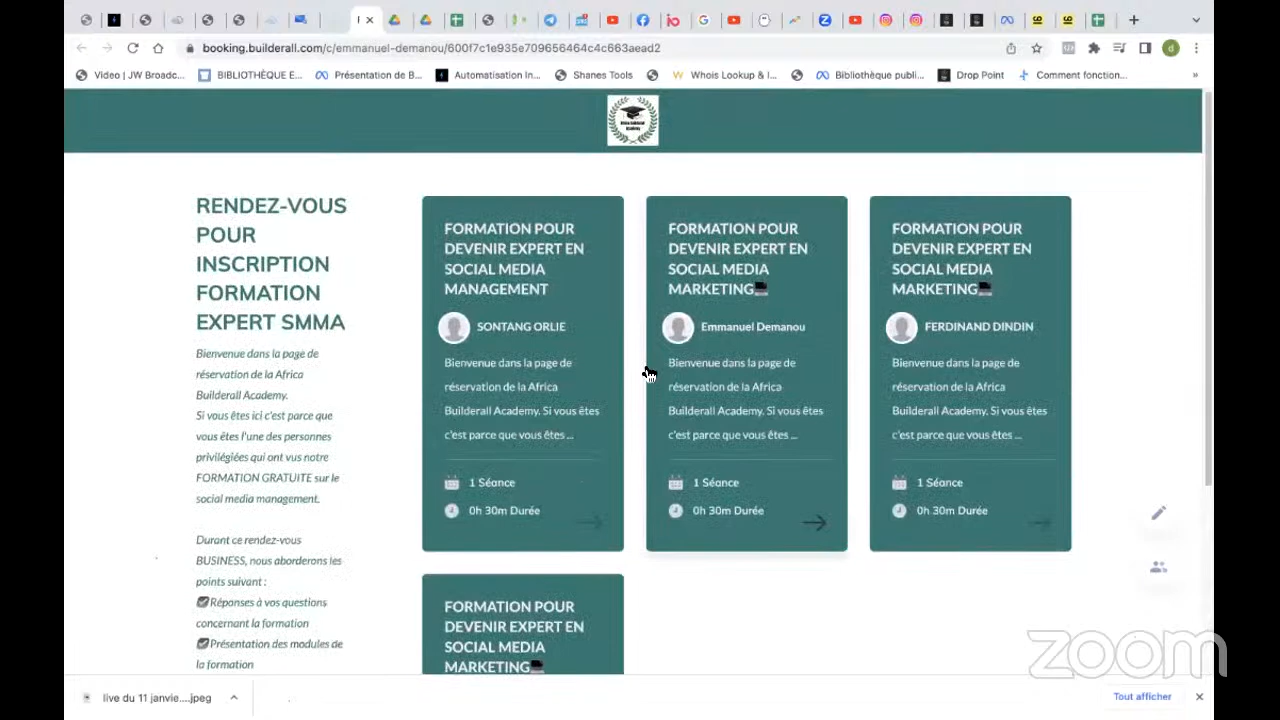 booking.builderall.com/c/emmanuel-demanou/600f7c1e935e709656464c4c663aead2
Video | JW Broadc...
BIBLIOTHÈQUE E...
Présentation de B...
Automatisation In...
Shanes Tools
Whois Lookup & I...
Bibliothèque publi...
Drop Point
Comment fonction...
»
RENDEZ-VOUS
POUR
INSCRIPTION
FORMATION
EXPERT SMMA
Bienvenue dans la page de
réservation de la Africa
Builderall Academy.
Si vous êtes ici c'est parce que
vous êtes l'une des personnes
privilégiées qui ont vus notre
FORMATION GRATUITE sur le
social media management.
Durant ce rendez-vous
BUSINESS, nous aborderons les
points suivant :
Réponses à vos questions
concernant la formation
Présentation des modules de
la formation
FORMATION POUR
DEVENIR EXPERT EN
SOCIAL MEDIA
MANAGEMENT
SONTANG ORLIE
Bienvenue dans la page de
réservation de la Africa
Builderall Academy. Si vous êtes
c'est parce que vous êtes ...
1 Séance
0h 30m Durée
FORMATION POUR
DEVENIR EXPERT EN
SOCIAL MEDIA
MARKETING
Emmanuel Demanou
Bienvenue dans la page de
réservation de la Africa
Builderall Academy. Si vous êtes
c'est parce que vous êtes ...
1 Séance
0h 30m Durée
FORMATION POUR
DEVENIR EXPERT EN
SOCIAL MEDIA
MARKETING
FERDINAND DINDIN
Bienvenue dans la page de
réservation de la Africa
Builderall Academy. Si vous êtes
c'est parce que vous êtes ...
1 Séance
0h 30m Durée
FORMATION POUR
DEVENIR EXPERT EN
SOCIAL MEDIA
MARKETING
zoom
live du 11 janvie....jpeg
Tout afficher